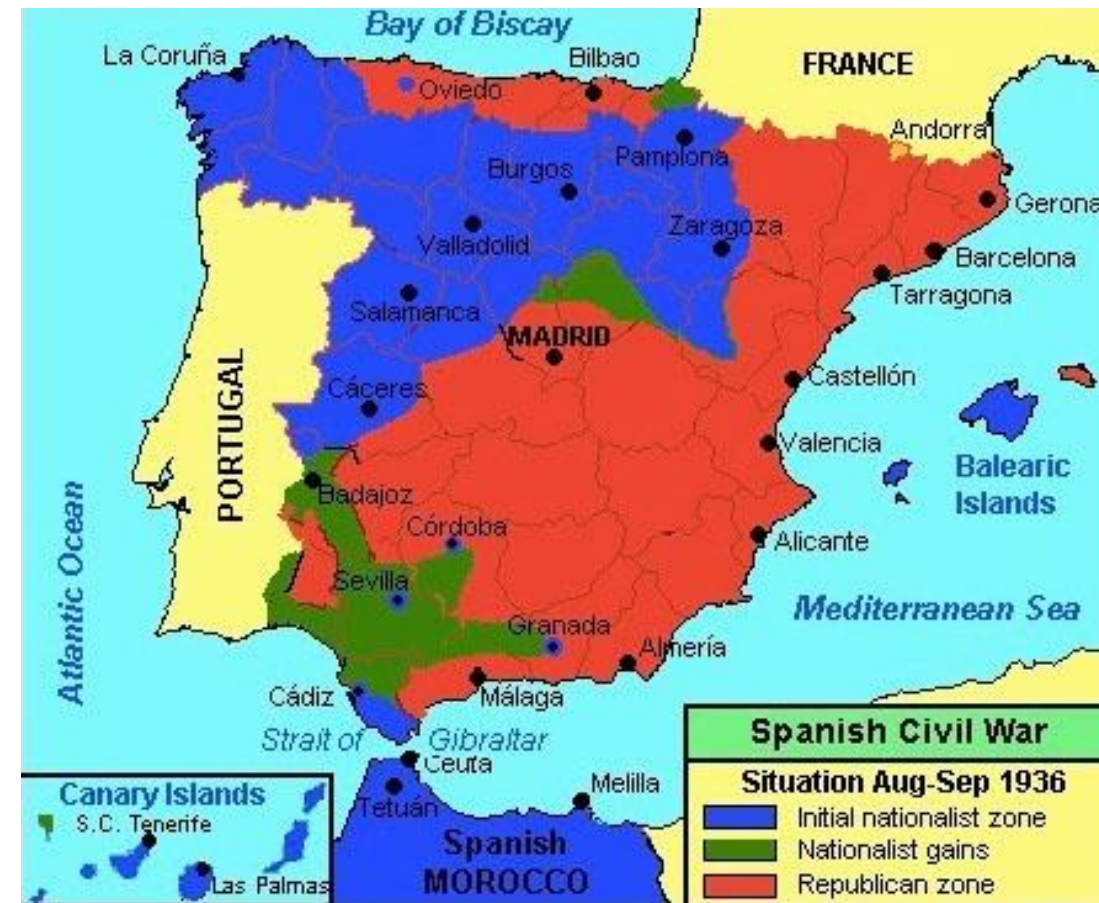 Bay of Biscay
La Coruña
Bilbao
FRANCE
Oviedo
Andorra
Pamplona
Burgos
Gerona
Zaragoza
Valladolid
Barcelona
Tarragona
Salamanca
MADRID
PORTUGAL
Cáceres
Castellón
Valencia
Balearic
Islands
Badajoz
Atlantic Ocean
Córdoba
Alicante
Sevilla
Mediterranean Sea
Granada
Almería
Cádiz
Málaga
Strait of Gibraltar
Ceuta
Tetuán
Melilla
Spanish
MOROCCO
Canary Islands
S.C. Tenerife
Las Palmas
Spanish Civil War
Situation Aug-Sep 1936
Initial nationalist zone
Nationalist gains
Republican zone